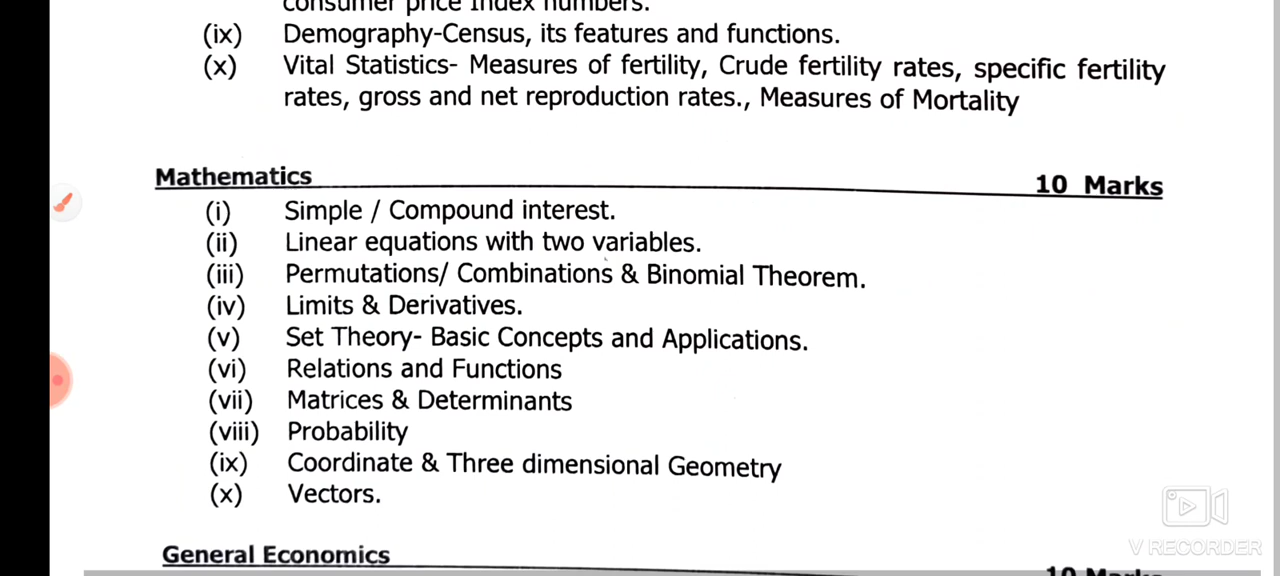 consumer price Index numbers.
(ix) Demography-Census, its features and functions.
(x) Vital Statistics- Measures of fertility, Crude fertility rates, specific fertility
rates, gross and net reproduction rates., Measures of Mortality
Mathematics 10 Marks
(i) Simple / Compound interest.
(ii) Linear equations with two variables.
(iii) Permutations/ Combinations & Binomial Theorem.
(iv) Limits & Derivatives.
(v) Set Theory- Basic Concepts and Applications.
(vi) Relations and Functions
(vii) Matrices & Determinants
(viii) Probability
(ix) Coordinate & Three dimensional Geometry
(x) Vectors.
V RECORDER
General Economics
10 Marks